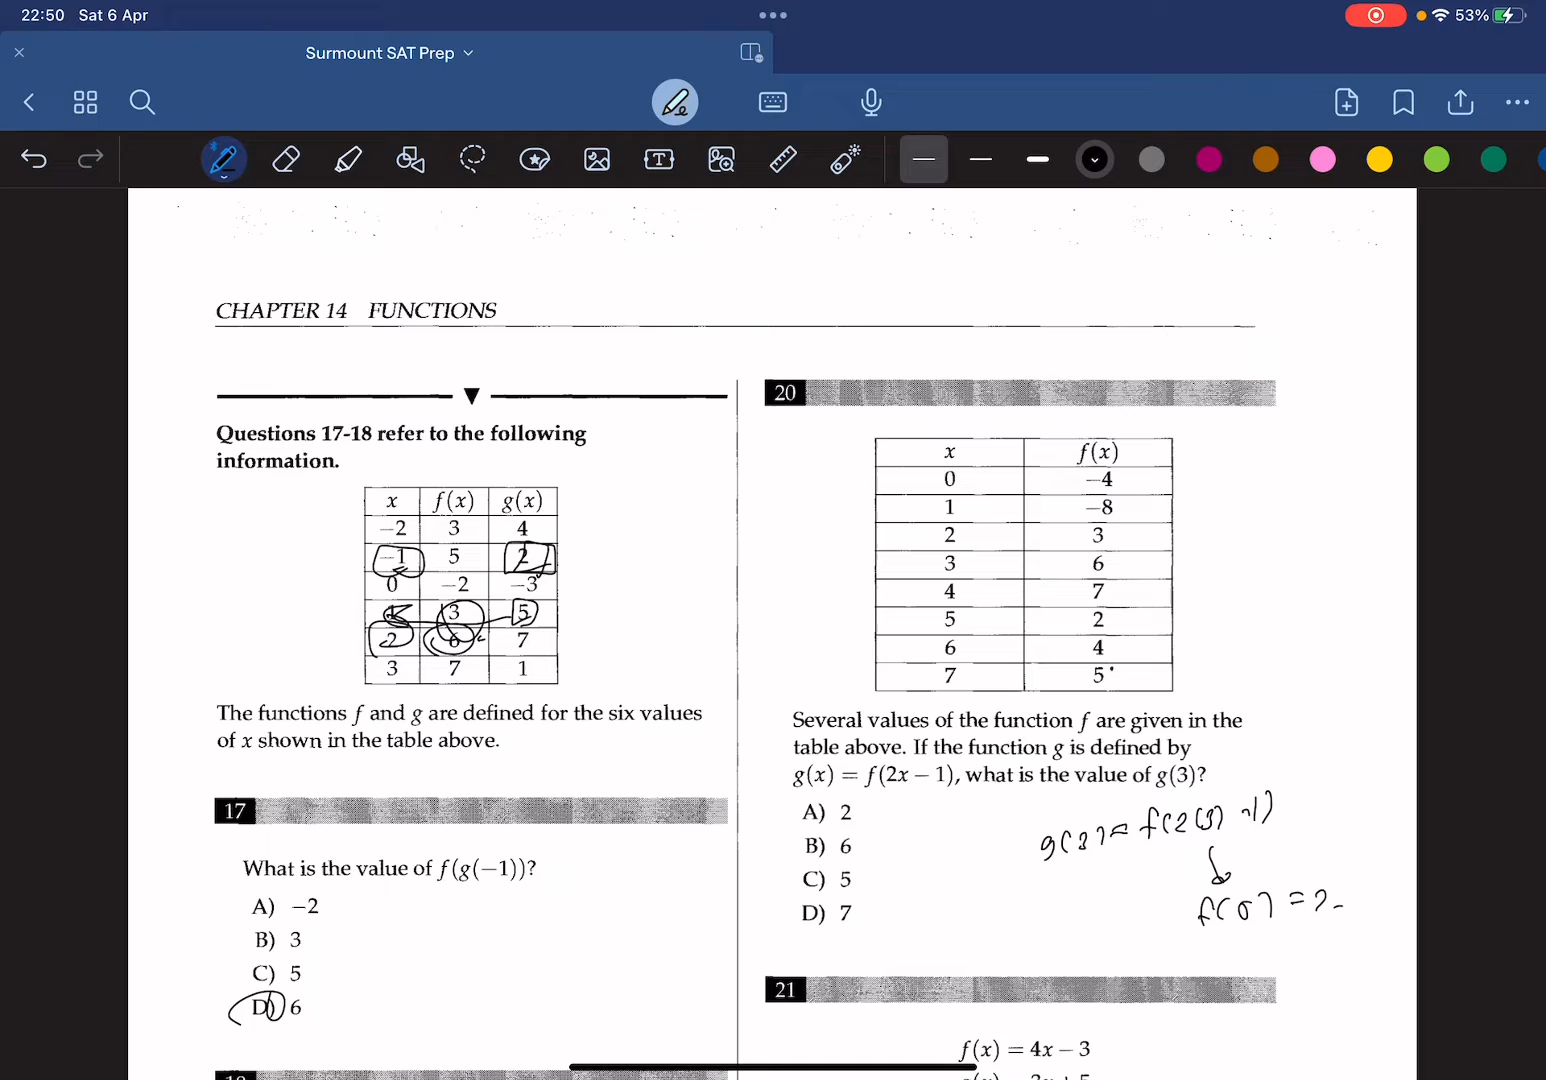 22:50 Sat 6 Apr
53%
Surmount SAT Prep
CHAPTER 14 FUNCTIONS
Questions 17-18 refer to the following
information.
x f(x) g(x)
−2 3 4
−1 5 2
0 −2 −3
3 5
2 6 7
3 7 1
The functions f and g are defined for the six values
of x shown in the table above.
17
What is the value of f(g(−1))?
A) −2
B) 3
C) 5
D) 6
20
x f(x)
0 −4
1 −8
2 3
3 6
4 7
5 2
6 4
7 5
Several values of the function f are given in the
table above. If the function g is defined by
g(x) = f(2x − 1), what is the value of g(3)?
A) 2
B) 6
C) 5
D) 7
g(3) = f(2(3) -1)
f(5) = 2
21
f(x) = 4x − 3